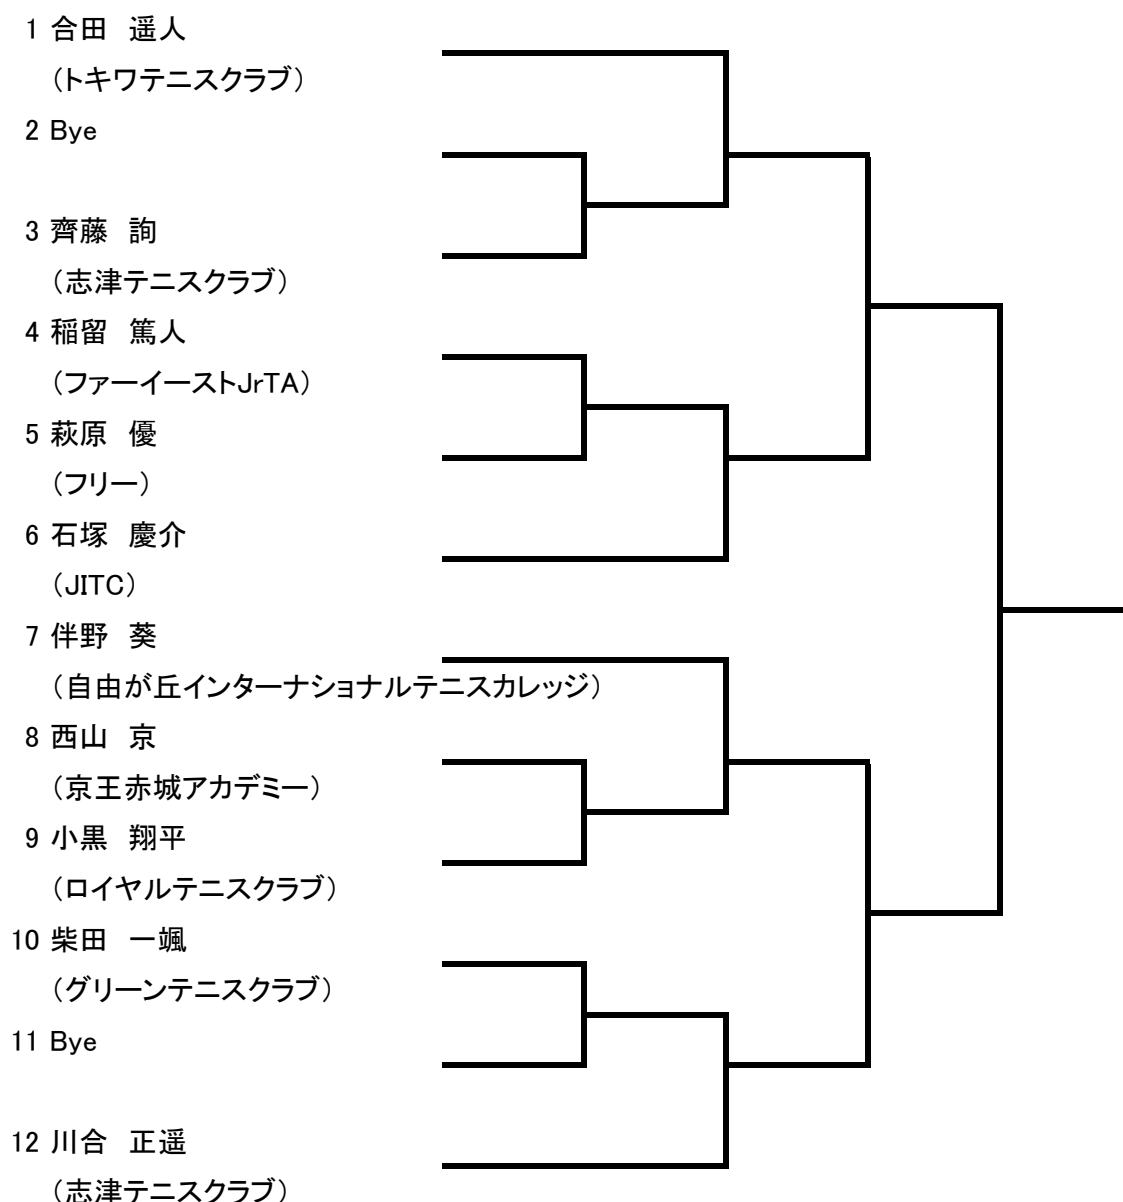 1 合田　遥人
（トキワテニスクラブ）
2 Bye
3 齊藤　詢
（志津テニスクラブ）
4 稲留　篤人
（ファーイーストJrTA）
5 萩原　優
（フリー）
6 石塚　慶介
（JITC）
7 伴野　葵
（自由が丘インターナショナルテニスカレッジ）
8 西山　京
（京王赤城アカデミー）
9 小黒　翔平
（ロイヤルテニスクラブ）
10 柴田　一颯
（グリーンテニスクラブ）
11 Bye
12 川合　正遥
（志津テニスクラブ）